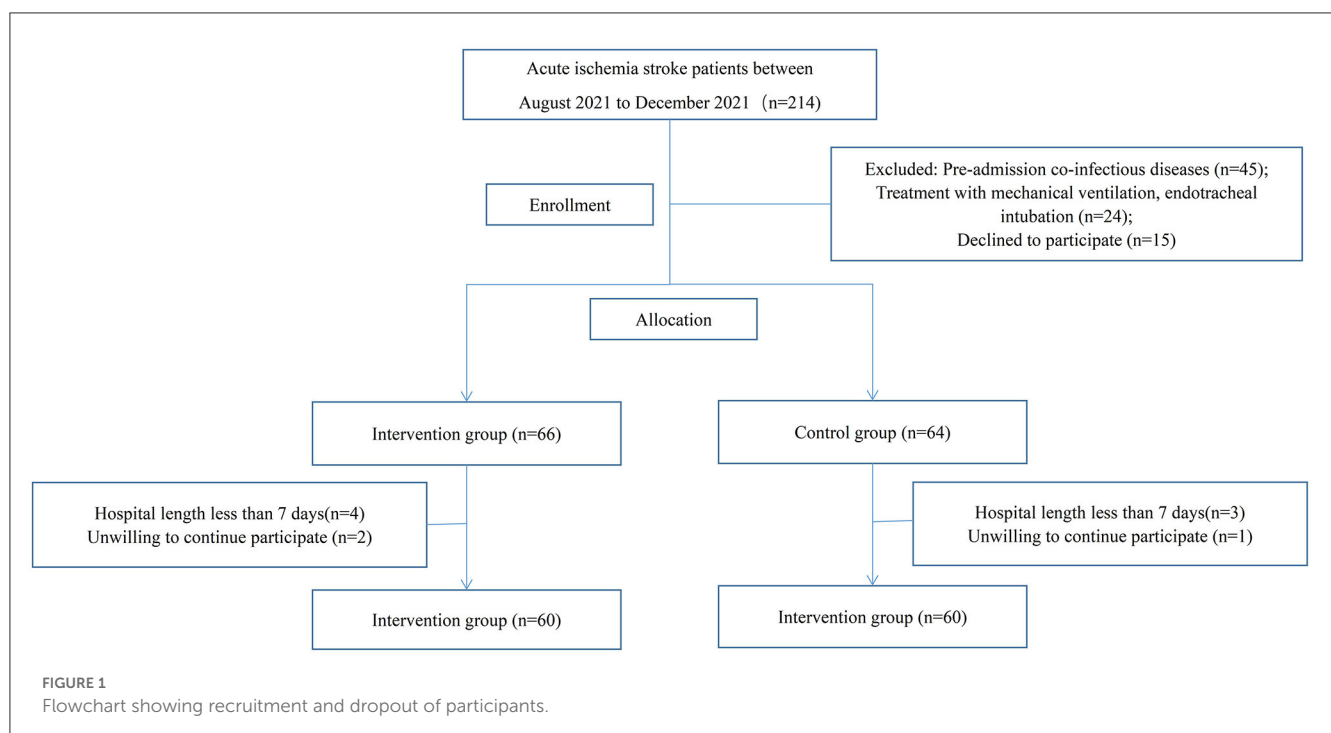 Acute ischemia stroke patients between
August 2021 to December 2021 （n=214)
Excluded: Pre-admission co-infectious diseases (n=45);
Treatment with mechanical ventilation, endotracheal
intubation (n=24);
Declined to participate (n=15)
Enrollment
Allocation
Intervention group (n=66)
Control group (n=64)
Hospital length less than 7 days(n=4)
Unwilling to continue participate (n=2)
Hospital length less than 7 days(n=3)
Unwilling to continue participate (n=1)
Intervention group (n=60)
Intervention group (n=60)
FIGURE 1
Flowchart showing recruitment and dropout of participants.